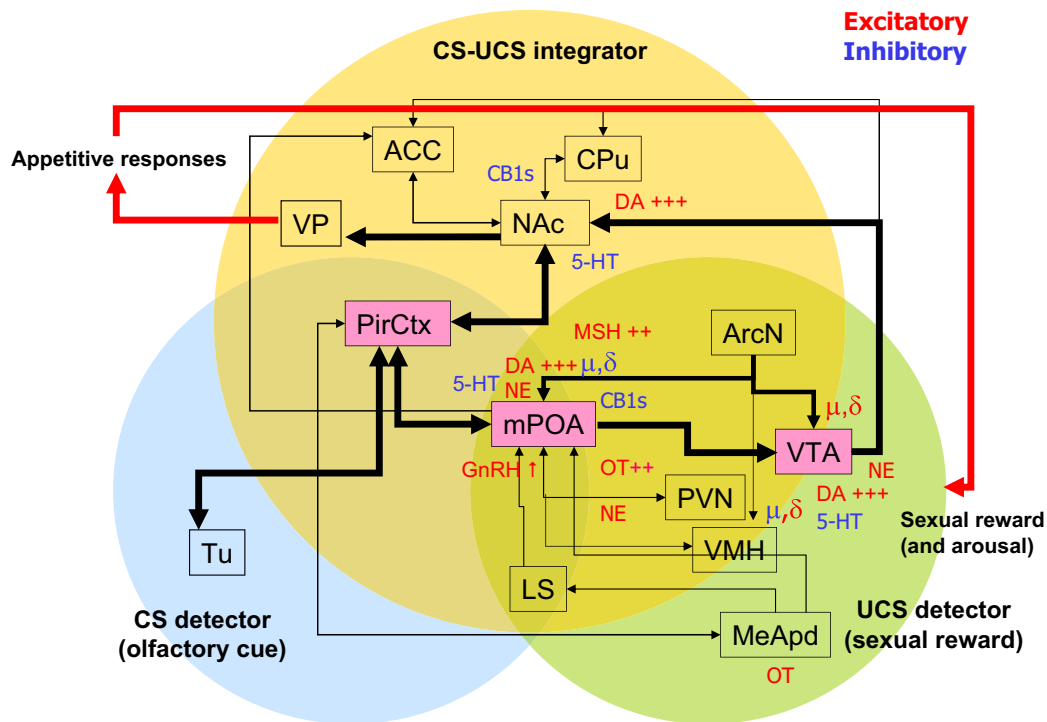 Excitatory
Inhibitory
CS-UCS integrator
Appetitive responses
ACC
CPu
CB1s
DA +++
VP
NAc
5-HT
PirCtx
MSH ++
ArcN
DA +++ μ,δ
5-HT
NE
CB1s
μ,δ
mPOA
VTA
GnRH ↑
OT++
NE
PVN
DA +++
NE
μ,δ
5-HT
Sexual reward
(and arousal)
Tu
VMH
LS
CS detector
(olfactory cue)
MeApd
UCS detector
(sexual reward)
OT